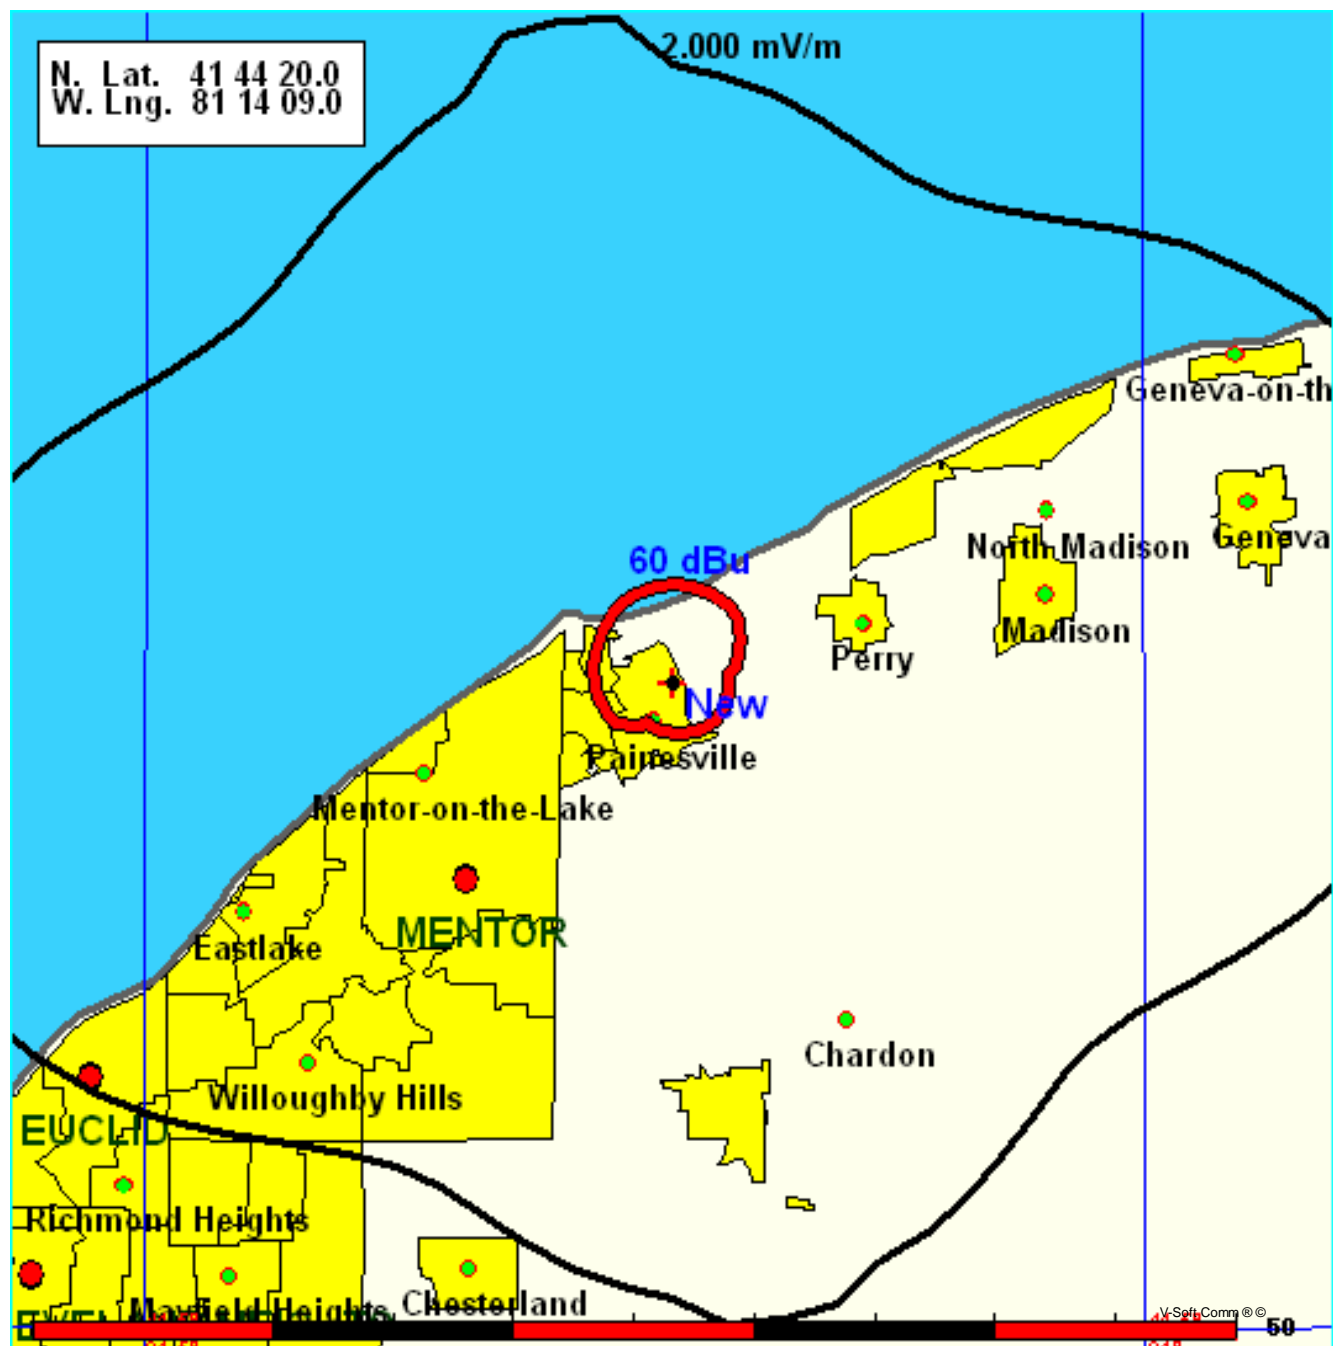 2.000 mV/m
N. Lat. 41 44 20.0
W. Lng. 81 14 09.0
Geneva-on-th
Geneva
North Madison
60 dBu
Madison
Perry
New
Painesville
Mentor-on-the-Lake
MENTOR
Eastlake
Chardon
Willoughby Hills
EUCLID
Richmond Heights
Mayfield Heights
Chesterland
V-Soft Comm ® ©
50